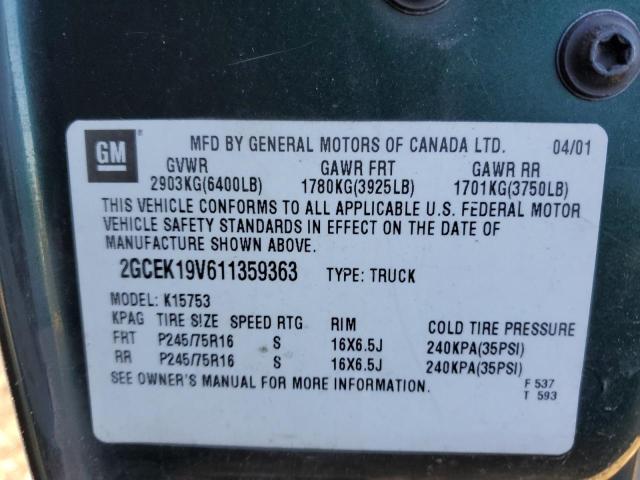 GM ® MFD BY GENERAL MOTORS OF CANADA LTD. 04/01
GVWR GAWR FRT GAWR RR
2903KG(6400LB) 1780KG(3925LB) 1701KG(3750LB)
THIS VEHICLE CONFORMS TO ALL APPLICABLE U.S. FEDERAL MOTOR
VEHICLE SAFETY STANDARDS IN EFFECT ON THE DATE OF
MANUFACTURE SHOWN ABOVE.
2GCEK19V611359363 TYPE: TRUCK
MODEL: K15753
KPAG TIRE SIZE SPEED RTG RIM COLD TIRE PRESSURE
FRT P245/75R16 S 16X6.5J 240KPA(35PSI)
RR P245/75R16 S 16X6.5J 240KPA(35PSI)
SEE OWNER'S MANUAL FOR MORE INFORMATION. F 537
T 593